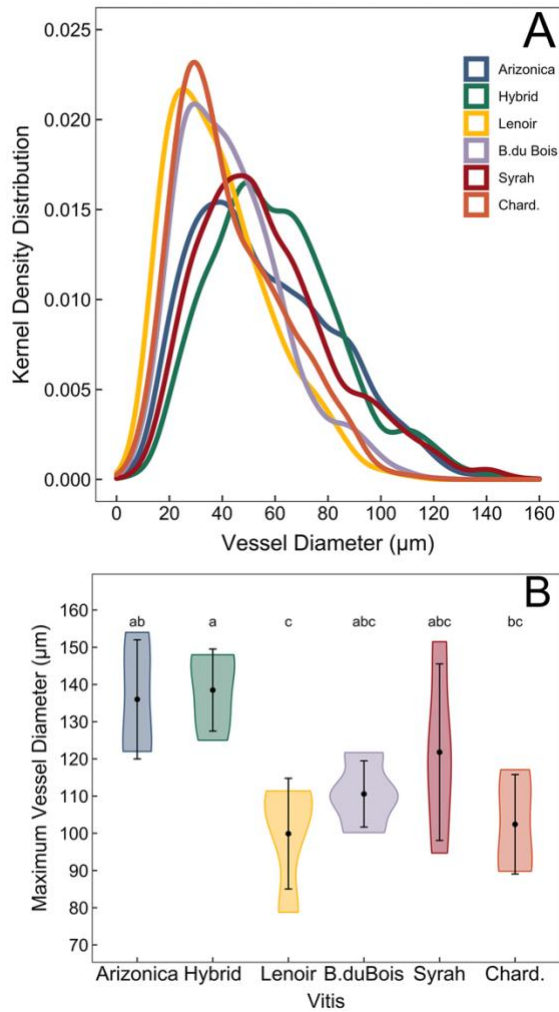 A
0.025
0.020
0.015
0.010
0.005
0.000
Kernel Density Distribution
Arizonica
Hybrid
Lenoir
B.du Bois
Syrah
Chard.
0 20 40 60 80 100 120 140 160
Vessel Diameter (µm)
B
160
150
140
130
120
110
100
90
80
70
Maximum Vessel Diameter (µm)
ab a c abc abc bc
Arizonica Hybrid Lenoir B.duBois Syrah Chard.
Vitis